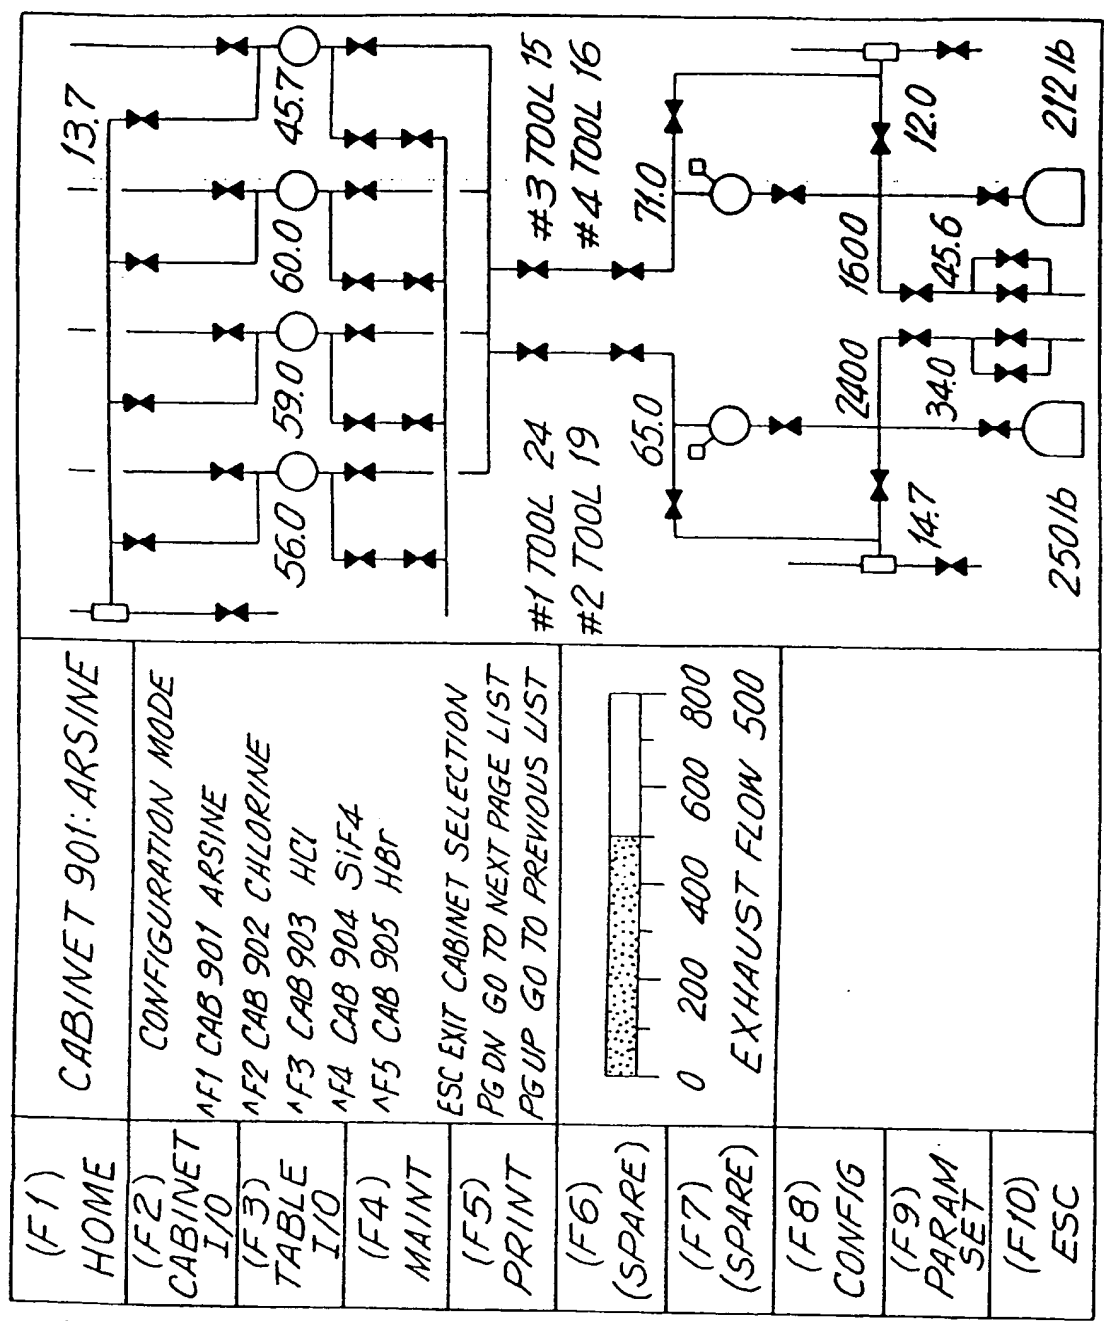 (F1)
HOME
(F2)
CABINET
I/O
(F3)
TABLE
I/O
(F4)
MAINT
(F5)
PRINT
(F6)
(SPARE)
(F7)
(SPARE)
(F8)
CONFIG
(F9)
PARAM
SET
(F10)
ESC
CABINET 901: ARSINE
CONFIGURATION MODE
^F1 CAB 901 ARSINE
^F2 CAB 902 CHLORINE
^F3 CAB 903 HCl
^F4 CAB 904 SiF4
^F5 CAB 905 HBr
ESC EXIT CABINET SELECTION
PG DN GO TO NEXT PAGE LIST
PG UP GO TO PREVIOUS LIST
0 200 400 600 800
EXHAUST FLOW 500
13.7
56.0 59.0 60.0 45.7
#1 TOOL 24 #3 TOOL 15
#2 TOOL 19 #4 TOOL 16
65.0 71.0
2400 1600
14.7 34.0 45.6 12.0
250 lb 212 lb